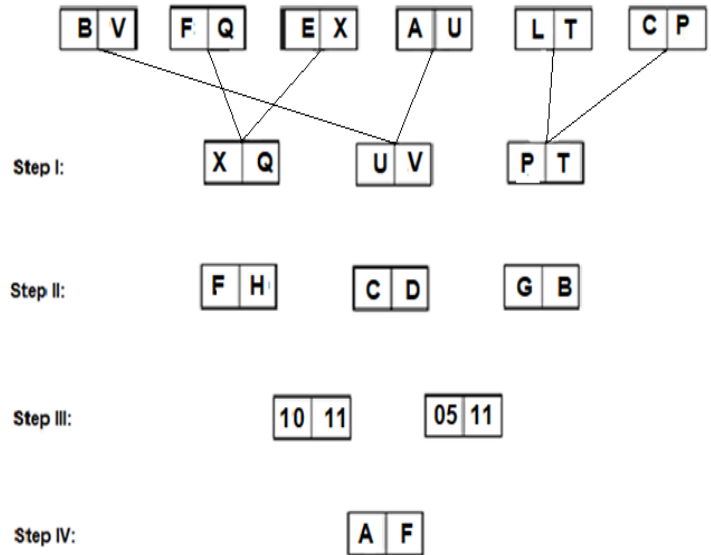 B V F Q E X A U L T C P
Step I: X Q U V P T
Step II: F H C D G B
Step III: 10 11 05 11
Step IV: A F